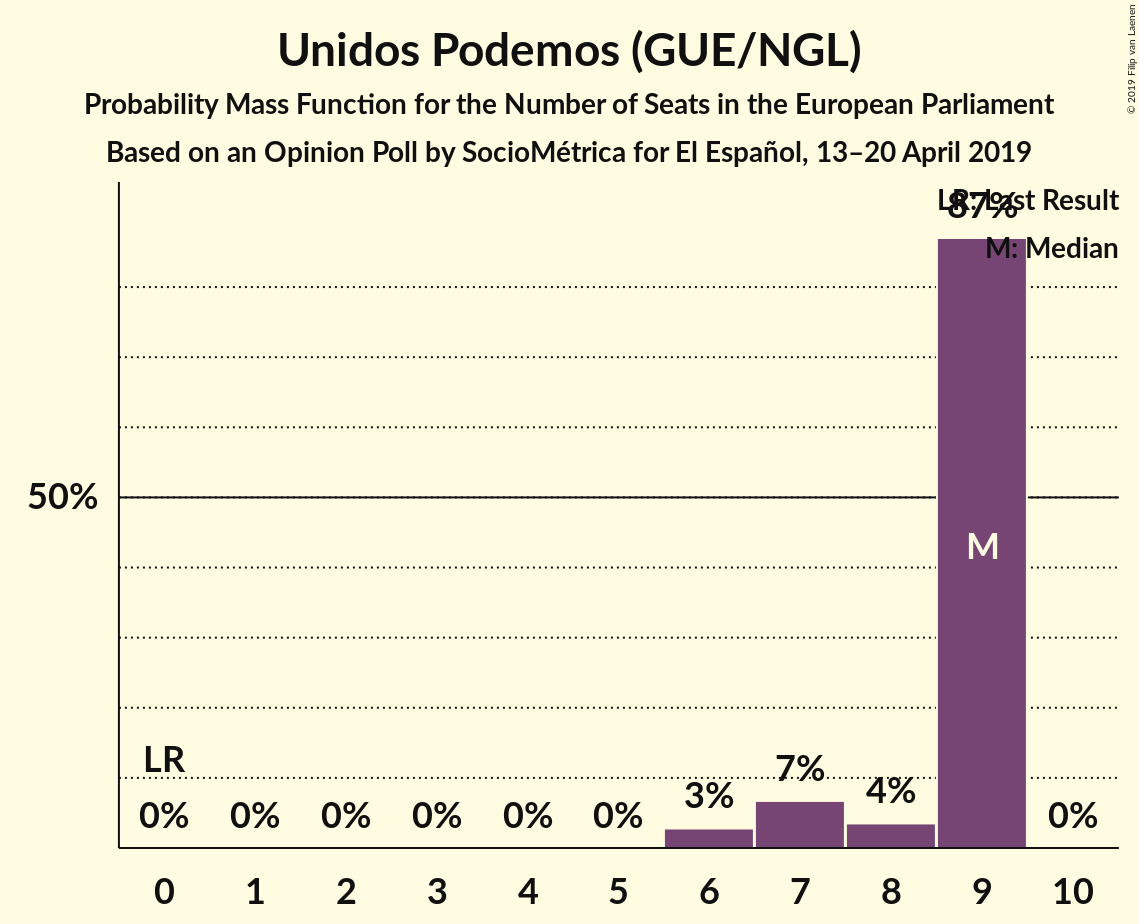 Unidos Podemos (GUE/NGL)
Probability Mass Function for the Number of Seats in the European Parliament
Based on an Opinion Poll by SocioMétrica for El Español, 13–20 April 2019
© 2019 Filip van Laenen
LR: Last Result
87%
M: Median
50%
M
LR
0% 0% 0% 0% 0% 0% 3% 7% 4% 0%
0 1 2 3 4 5 6 7 8 9 10